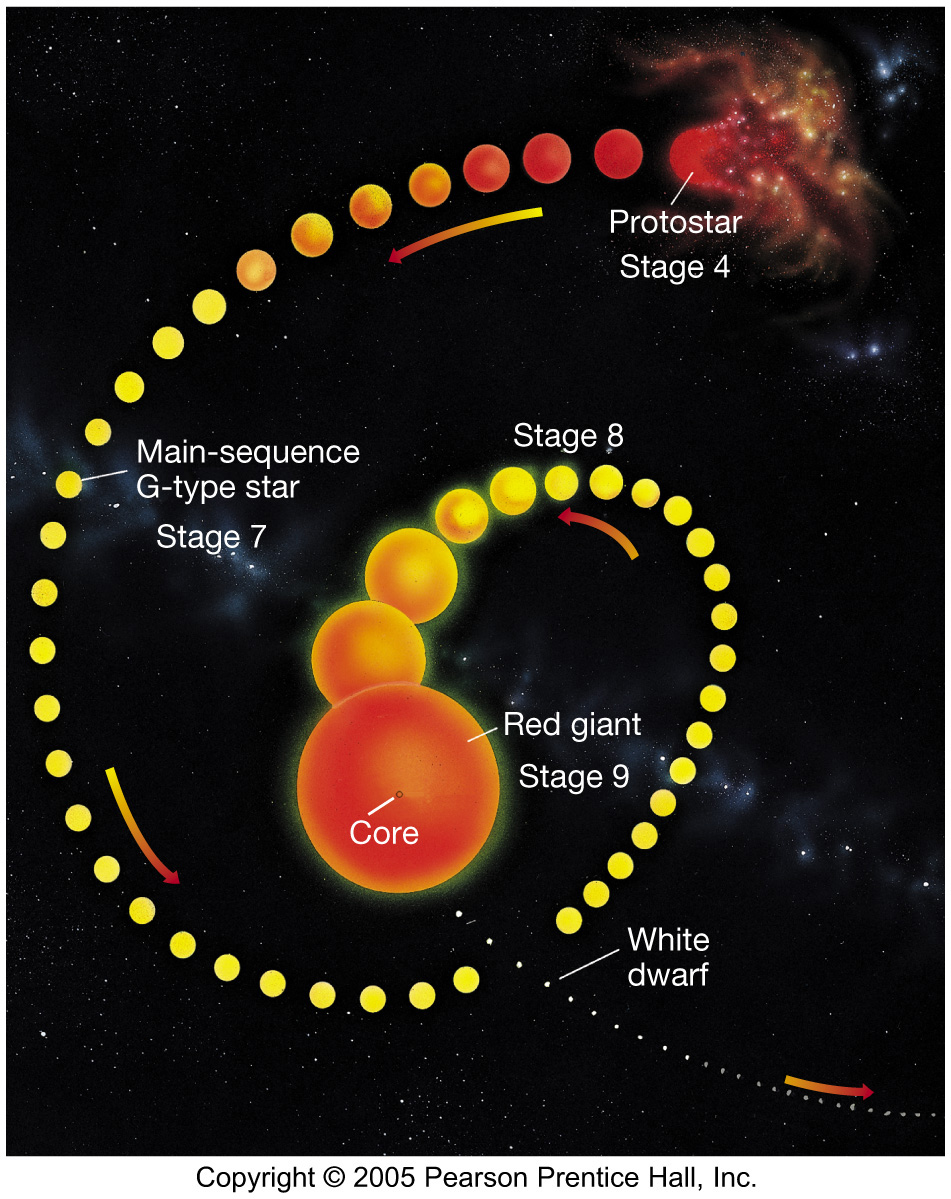 Protostar
Stage 4
Stage 8
Main-sequence
G-type star
Stage 7
Red giant
Stage 9
Core
White
dwarf
Copyright © 2005 Pearson Prentice Hall, Inc.